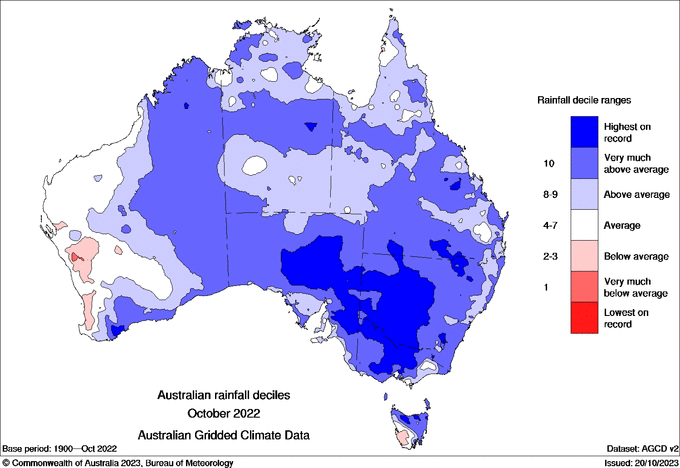 Rainfall decile ranges
Highest on
record
10
Very much
above average
8-9
Above average
4-7
Average
2-3
Below average
1
Very much
below average
Lowest on
record
Australian rainfall deciles
October 2022
Australian Gridded Climate Data
Base period: 1900—Oct 2022
Dataset: AGCD v2
© Commonwealth of Australia 2023, Bureau of Meteorology
Issued: 20/10/2023